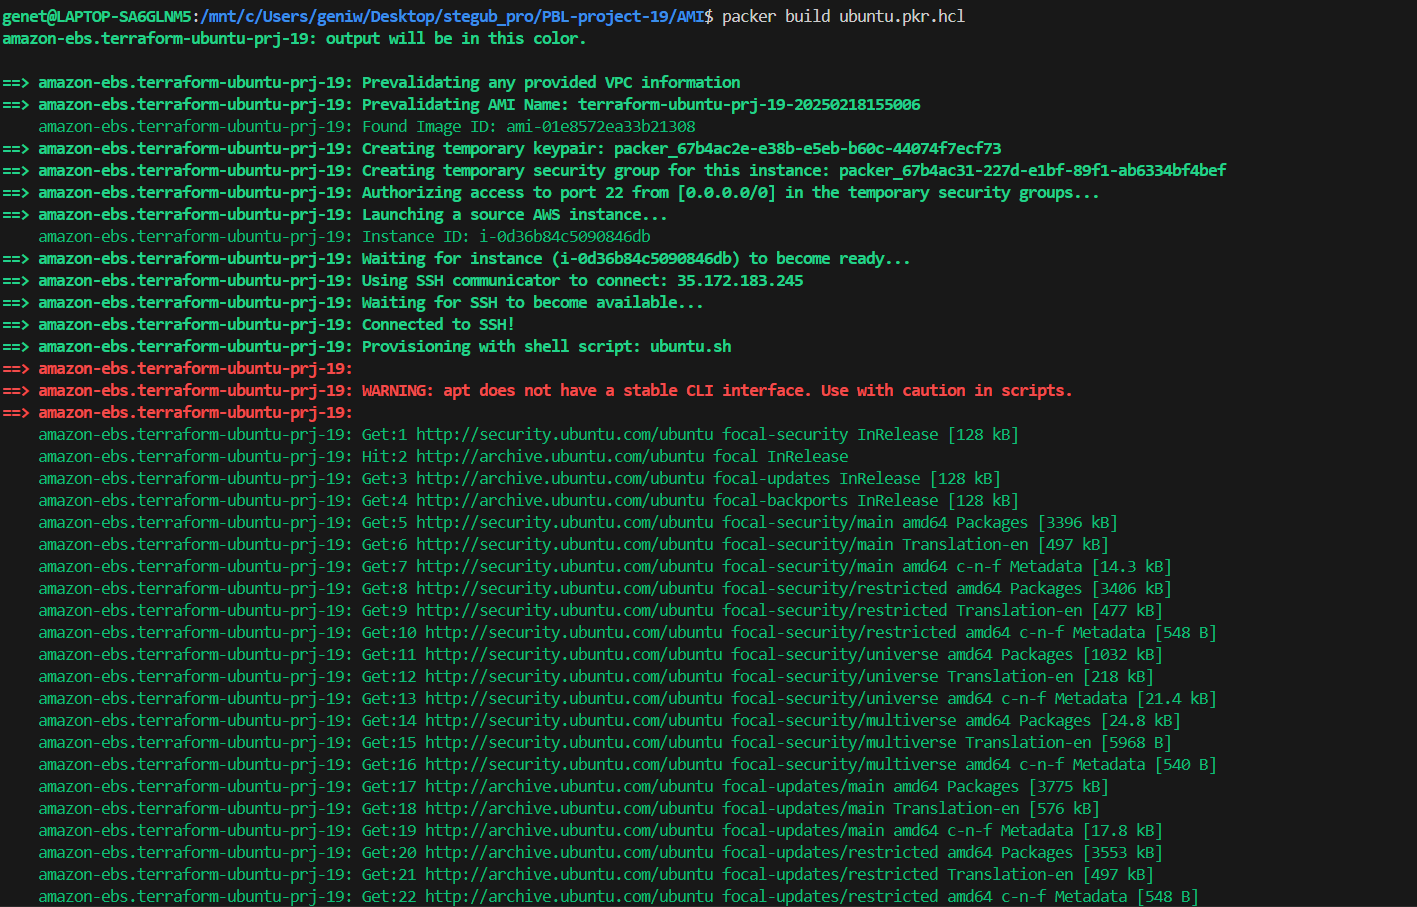 genet@LAPTOP-SA6GLNM5:/mnt/c/Users/geniw/Desktop/stegub_pro/PBL-project-19/AMI$ packer build ubuntu.pkr.hcl
amazon-ebs.terraform-ubuntu-prj-19: output will be in this color.

==> amazon-ebs.terraform-ubuntu-prj-19: Prevalidating any provided VPC information
==> amazon-ebs.terraform-ubuntu-prj-19: Prevalidating AMI Name: terraform-ubuntu-prj-19-20250218155006
    amazon-ebs.terraform-ubuntu-prj-19: Found Image ID: ami-01e8572ea33b21308
==> amazon-ebs.terraform-ubuntu-prj-19: Creating temporary keypair: packer_67b4ac2e-e38b-e5eb-b60c-44074f7ecf73
==> amazon-ebs.terraform-ubuntu-prj-19: Creating temporary security group for this instance: packer_67b4ac31-227d-e1bf-89f1-ab6334bf4bef
==> amazon-ebs.terraform-ubuntu-prj-19: Authorizing access to port 22 from [0.0.0.0/0] in the temporary security groups...
==> amazon-ebs.terraform-ubuntu-prj-19: Launching a source AWS instance...
    amazon-ebs.terraform-ubuntu-prj-19: Instance ID: i-0d36b84c5090846db
==> amazon-ebs.terraform-ubuntu-prj-19: Waiting for instance (i-0d36b84c5090846db) to become ready...
==> amazon-ebs.terraform-ubuntu-prj-19: Using SSH communicator to connect: 35.172.183.245
==> amazon-ebs.terraform-ubuntu-prj-19: Waiting for SSH to become available...
==> amazon-ebs.terraform-ubuntu-prj-19: Connected to SSH!
==> amazon-ebs.terraform-ubuntu-prj-19: Provisioning with shell script: ubuntu.sh
==> amazon-ebs.terraform-ubuntu-prj-19:
==> amazon-ebs.terraform-ubuntu-prj-19: WARNING: apt does not have a stable CLI interface. Use with caution in scripts.
==> amazon-ebs.terraform-ubuntu-prj-19:
    amazon-ebs.terraform-ubuntu-prj-19: Get:1 http://security.ubuntu.com/ubuntu focal-security InRelease [128 kB]
    amazon-ebs.terraform-ubuntu-prj-19: Hit:2 http://archive.ubuntu.com/ubuntu focal InRelease
    amazon-ebs.terraform-ubuntu-prj-19: Get:3 http://archive.ubuntu.com/ubuntu focal-updates InRelease [128 kB]
    amazon-ebs.terraform-ubuntu-prj-19: Get:4 http://archive.ubuntu.com/ubuntu focal-backports InRelease [128 kB]
    amazon-ebs.terraform-ubuntu-prj-19: Get:5 http://security.ubuntu.com/ubuntu focal-security/main amd64 Packages [3396 kB]
    amazon-ebs.terraform-ubuntu-prj-19: Get:6 http://security.ubuntu.com/ubuntu focal-security/main Translation-en [497 kB]
    amazon-ebs.terraform-ubuntu-prj-19: Get:7 http://security.ubuntu.com/ubuntu focal-security/main amd64 c-n-f Metadata [14.3 kB]
    amazon-ebs.terraform-ubuntu-prj-19: Get:8 http://security.ubuntu.com/ubuntu focal-security/restricted amd64 Packages [3406 kB]
    amazon-ebs.terraform-ubuntu-prj-19: Get:9 http://security.ubuntu.com/ubuntu focal-security/restricted Translation-en [477 kB]
    amazon-ebs.terraform-ubuntu-prj-19: Get:10 http://security.ubuntu.com/ubuntu focal-security/restricted amd64 c-n-f Metadata [548 B]
    amazon-ebs.terraform-ubuntu-prj-19: Get:11 http://security.ubuntu.com/ubuntu focal-security/universe amd64 Packages [1032 kB]
    amazon-ebs.terraform-ubuntu-prj-19: Get:12 http://security.ubuntu.com/ubuntu focal-security/universe Translation-en [218 kB]
    amazon-ebs.terraform-ubuntu-prj-19: Get:13 http://security.ubuntu.com/ubuntu focal-security/universe amd64 c-n-f Metadata [21.4 kB]
    amazon-ebs.terraform-ubuntu-prj-19: Get:14 http://security.ubuntu.com/ubuntu focal-security/multiverse amd64 Packages [24.8 kB]
    amazon-ebs.terraform-ubuntu-prj-19: Get:15 http://security.ubuntu.com/ubuntu focal-security/multiverse Translation-en [5968 B]
    amazon-ebs.terraform-ubuntu-prj-19: Get:16 http://security.ubuntu.com/ubuntu focal-security/multiverse amd64 c-n-f Metadata [540 B]
    amazon-ebs.terraform-ubuntu-prj-19: Get:17 http://archive.ubuntu.com/ubuntu focal-updates/main amd64 Packages [3775 kB]
    amazon-ebs.terraform-ubuntu-prj-19: Get:18 http://archive.ubuntu.com/ubuntu focal-updates/main Translation-en [576 kB]
    amazon-ebs.terraform-ubuntu-prj-19: Get:19 http://archive.ubuntu.com/ubuntu focal-updates/main amd64 c-n-f Metadata [17.8 kB]
    amazon-ebs.terraform-ubuntu-prj-19: Get:20 http://archive.ubuntu.com/ubuntu focal-updates/restricted amd64 Packages [3553 kB]
    amazon-ebs.terraform-ubuntu-prj-19: Get:21 http://archive.ubuntu.com/ubuntu focal-updates/restricted Translation-en [497 kB]
    amazon-ebs.terraform-ubuntu-prj-19: Get:22 http://archive.ubuntu.com/ubuntu focal-updates/restricted amd64 c-n-f Metadata [548 B]